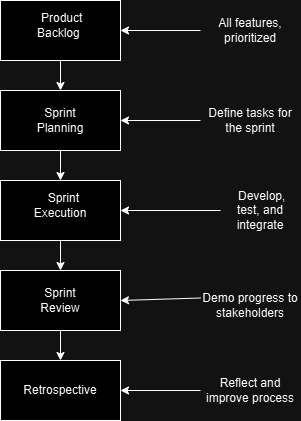 Product
Backlog
All features,
prioritized
Sprint
Planning
Define tasks for
the sprint
Sprint
Execution
Develop,
test, and
integrate
Sprint
Review
Demo progress to
stakeholders
Retrospective
Reflect and
improve process